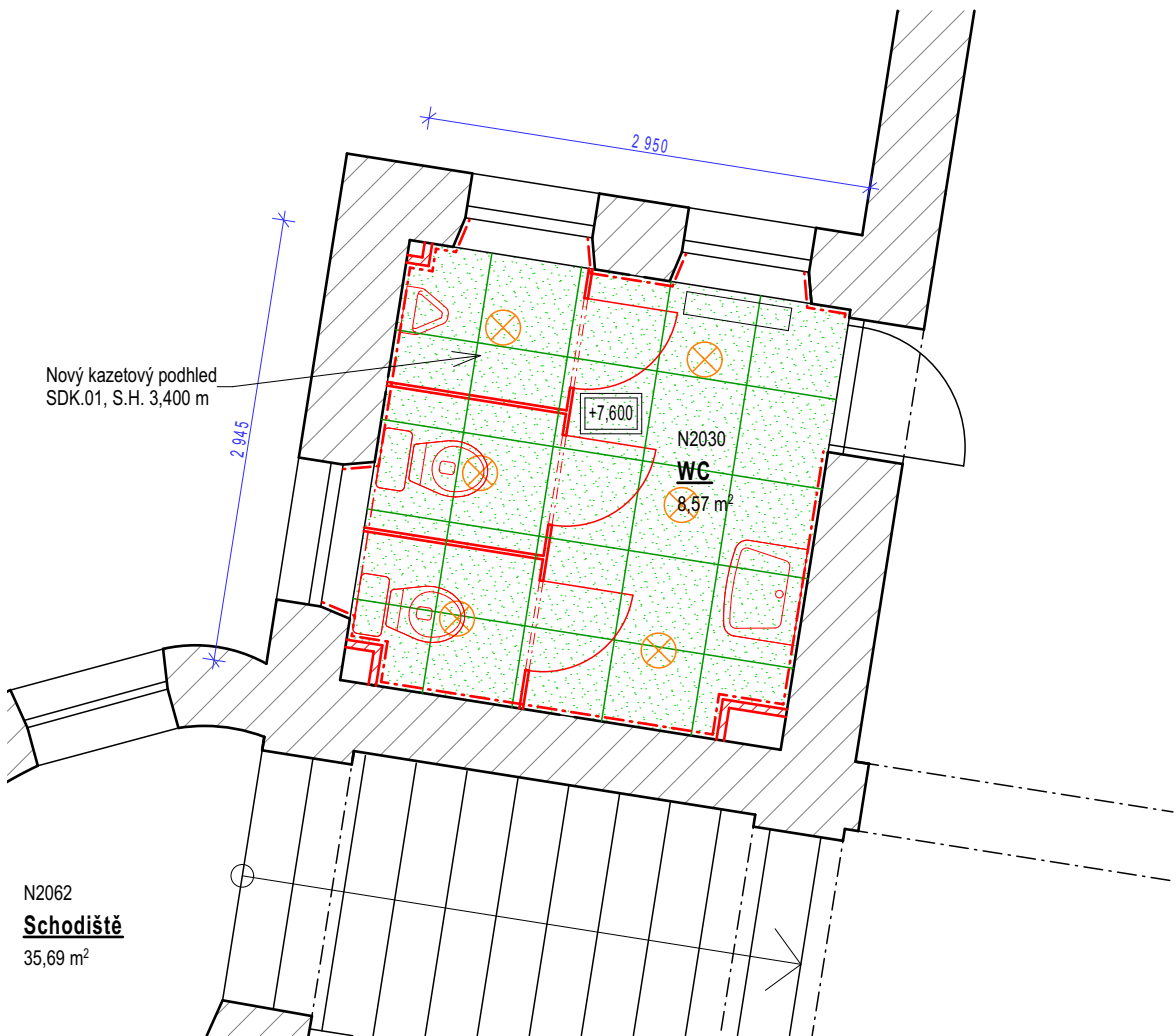 2 950
Nový kazetový podhled
SDK.01, S.H. 3,400 m
2 945
+7,600
N2030
WC
8,57 m²
N2062
Schodiště
35,69 m²